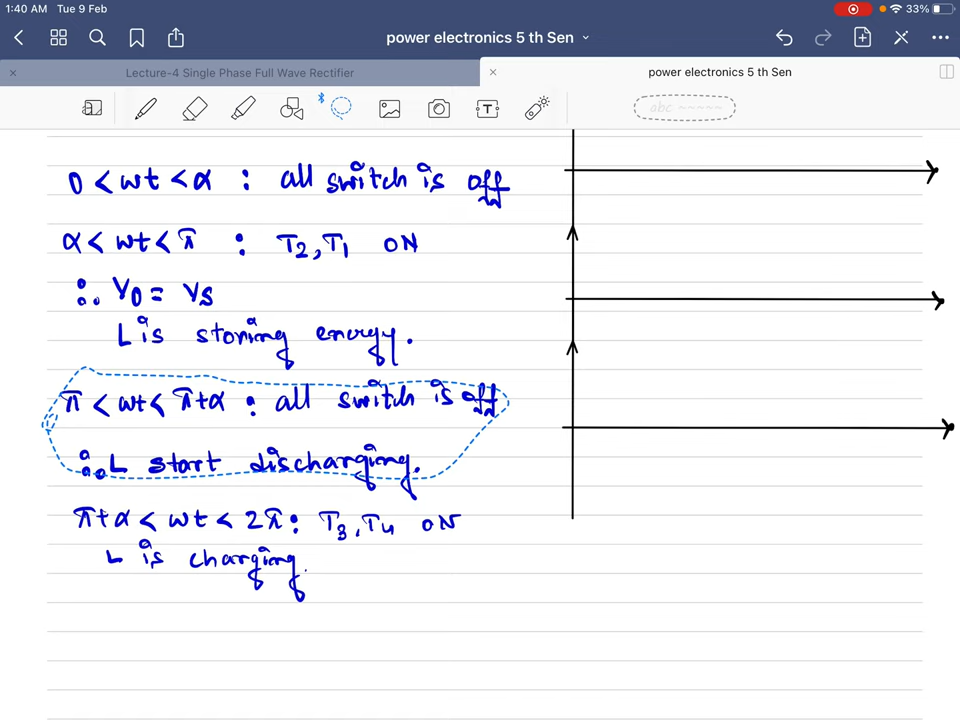 1:40 AM Tue 9 Feb
33%
power electronics 5 th Sen
Lecture-4 Single Phase Full Wave Rectifier
power electronics 5 th Sen
abc ~~~~~
0 < wt < α : all switch is off
α < wt < π : T2, T1 ON
∴ V0 = Vs
L is storing energy.
π < wt < π+α : all switch is off
∴ L start discharging.
π+α < wt < 2π : T3, T4 ON
L is charging.